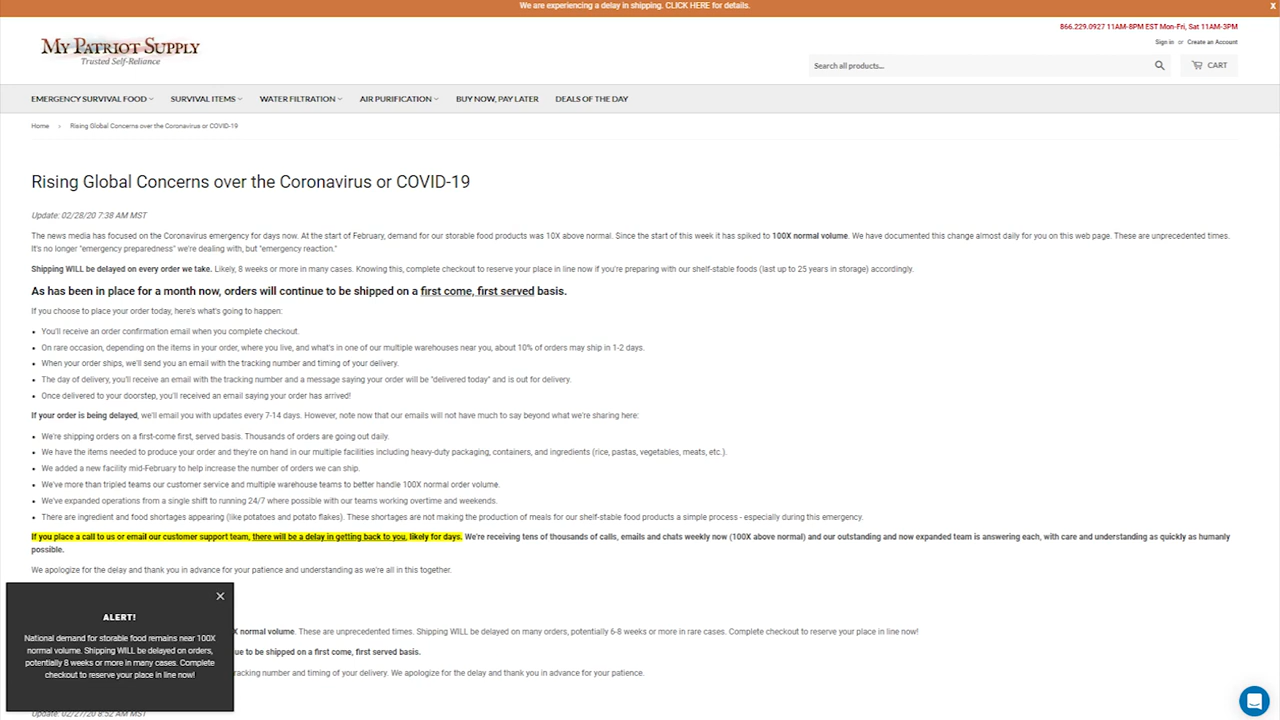 We are experiencing a delay in shipping. CLICK HERE for details.
X
866.229.0927 11AM-8PM EST Mon-Fri, Sat 11AM-3PM
MY PATRIOT SUPPLY
Trusted Self-Reliance
Sign in or Create an Account
Search all products...
CART
EMERGENCY SURVIVAL FOOD SURVIVAL ITEMS WATER FILTRATION AIR PURIFICATION BUY NOW, PAY LATER DEALS OF THE DAY
Home › Rising Global Concerns over the Coronavirus or COVID-19
Rising Global Concerns over the Coronavirus or COVID-19
Update: 02/28/20 7:38 AM MST
The news media has focused on the Coronavirus emergency for days now. At the start of February, demand for our storable food products was 10X above normal. Since the start of this week it has spiked to 100X normal volume. We have documented this change almost daily for you on this web page. These are unprecedented times.
It's no longer "emergency preparedness" we're dealing with, but "emergency reaction."
Shipping WILL be delayed on every order we take. Likely, 8 weeks or more in many cases. Knowing this, complete checkout to reserve your place in line now if you're preparing with our shelf-stable foods (last up to 25 years in storage) accordingly.
As has been in place for a month now, orders will continue to be shipped on a first come, first served basis.
If you choose to place your order today, here's what's going to happen:
• You'll receive an order confirmation email when you complete checkout.
• On rare occasion, depending on the items in your order, where you live, and what's in one of our multiple warehouses near you, about 10% of orders may ship in 1-2 days.
• When your order ships, we'll send you an email with the tracking number and timing of your delivery.
• The day of delivery, you'll receive an email with the tracking number and a message saying your order will be "delivered today" and is out for delivery.
• Once delivered to your doorstep, you'll received an email saying your order has arrived!
If your order is being delayed, we'll email you with updates every 7-14 days. However, note now that our emails will not have much to say beyond what we're sharing here:
• We're shipping orders on a first-come first, served basis. Thousands of orders are going out daily.
• We have the items needed to produce your order and they're on hand in our multiple facilities including heavy-duty packaging, containers, and ingredients (rice, pastas, vegetables, meats, etc.).
• We added a new facility mid-February to help increase the number of orders we can ship.
• We've more than tripled teams our customer service and multiple warehouse teams to better handle 100X normal order volume.
• We've expanded operations from a single shift to running 24/7 where possible with our teams working overtime and weekends.
• There are ingredient and food shortages appearing (like potatoes and potato flakes). These shortages are not making the production of meals for our shelf-stable food products a simple process - especially during this emergency.
If you place a call to us or email our customer support team, there will be a delay in getting back to you, likely for days. We're receiving tens of thousands of calls, emails and chats weekly now (100X above normal) and our outstanding and now expanded team is answering each, with care and understanding as quickly as humanly
possible.
We apologize for the delay and thank you in advance for your patience and understanding as we're all in this together.
X normal volume. These are unprecedented times. Shipping WILL be delayed on many orders, potentially 6-8 weeks or more in rare cases. Complete checkout to reserve your place in line now!
ue to be shipped on a first come, first served basis.
racking number and timing of your delivery. We apologize for the delay and thank you in advance for your patience.
Update: 02/27/20 8:52 AM MST
ALERT!
National demand for storable food remains near 100X
normal volume. Shipping WILL be delayed on orders,
potentially 8 weeks or more in many cases. Complete
checkout to reserve your place in line now!